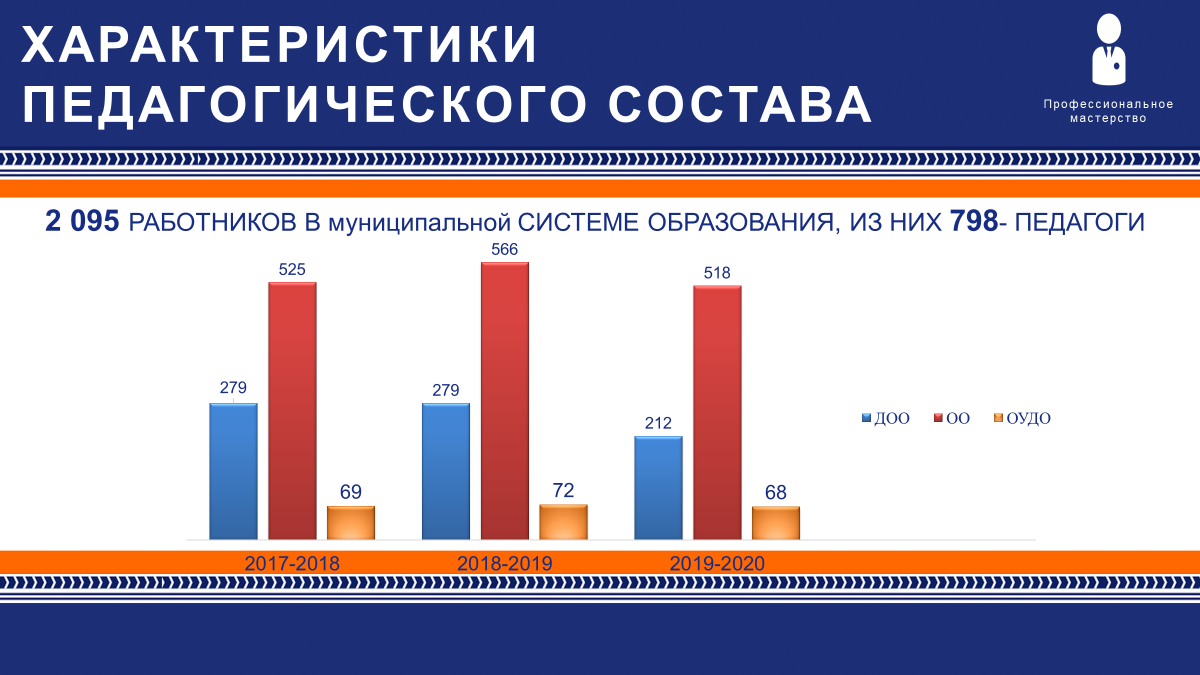 ХАРАКТЕРИСТИКИ
ПЕДАГОГИЧЕСКОГО СОСТАВА
Профессиональное
мастерство
2 095 РАБОТНИКОВ В муниципальной СИСТЕМЕ ОБРАЗОВАНИЯ, ИЗ НИХ 798- ПЕДАГОГИ
279
525
69
279
566
72
212
518
68
ДОО ОО ОУДО
2017-2018 2018-2019 2019-2020